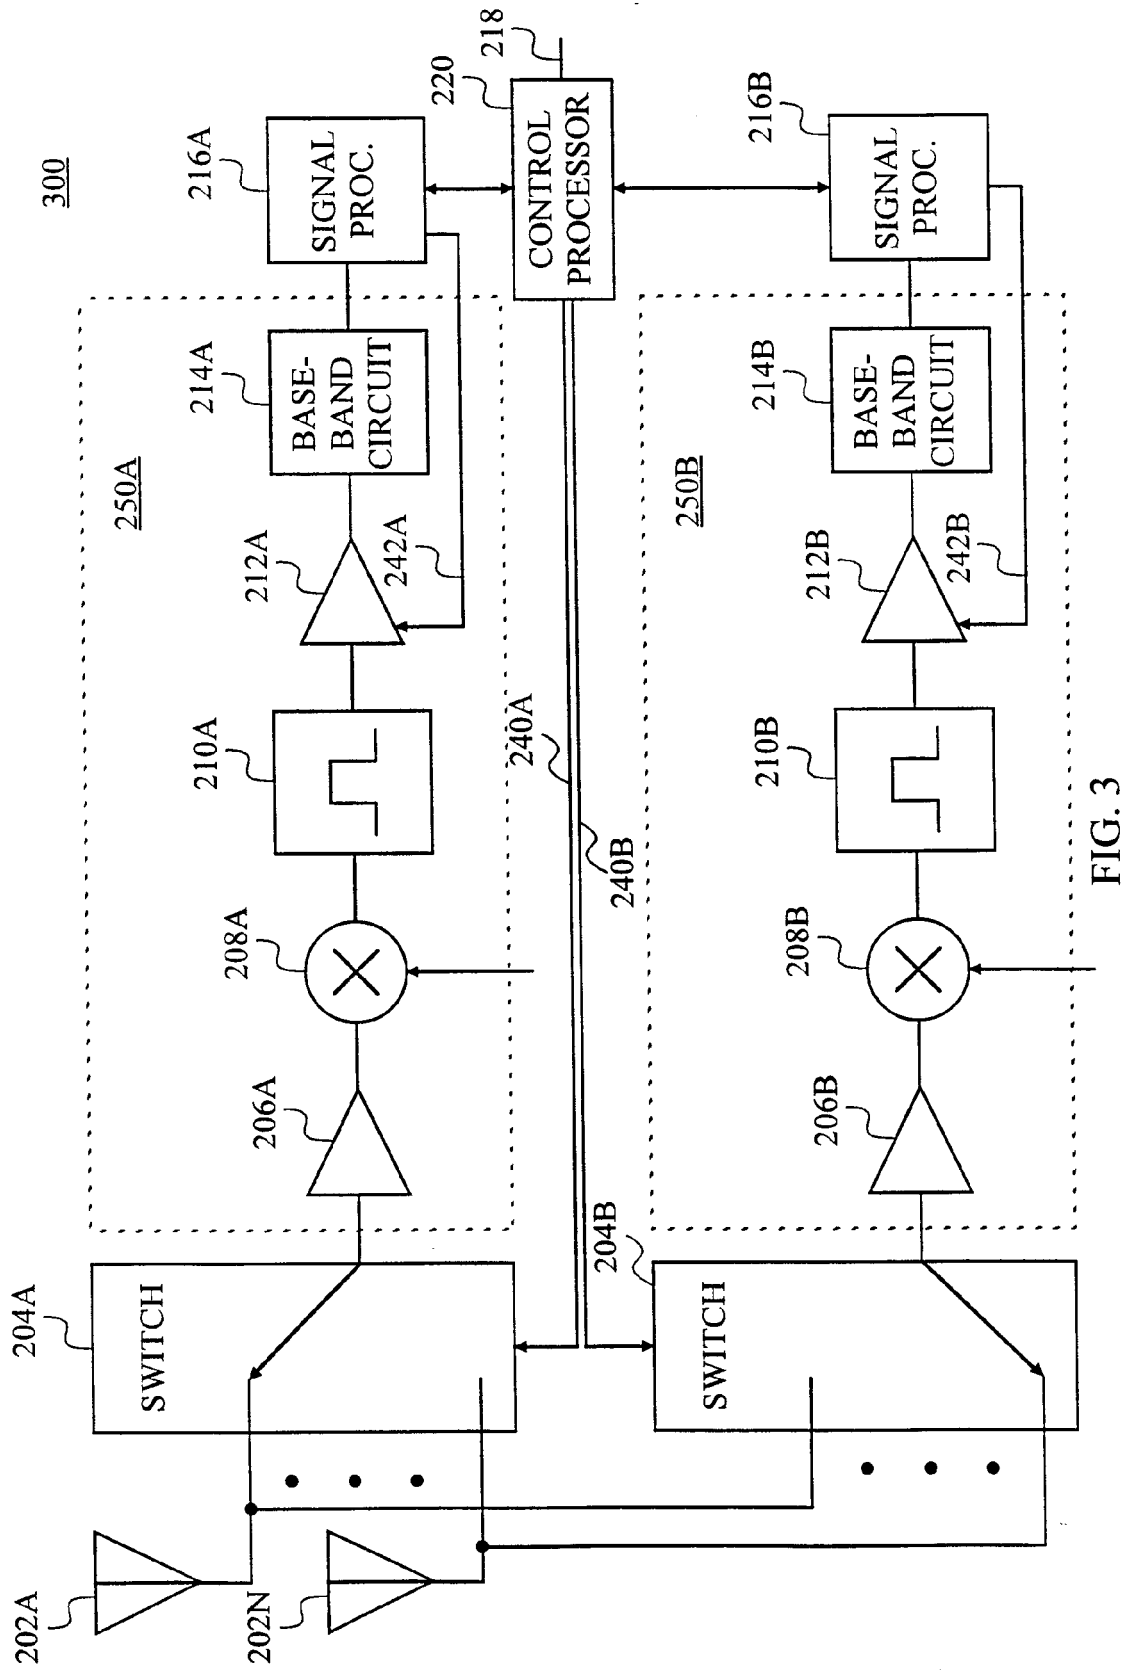 300
202A
202N
204A
SWITCH
250A
206A
208A
210A
212A
242A
214A
BASE-
BAND
CIRCUIT
216A
SIGNAL
PROC.
240A
240B
220
218
CONTROL
PROCESSOR
204B
SWITCH
250B
206B
208B
210B
212B
242B
214B
BASE-
BAND
CIRCUIT
216B
SIGNAL
PROC.
FIG. 3